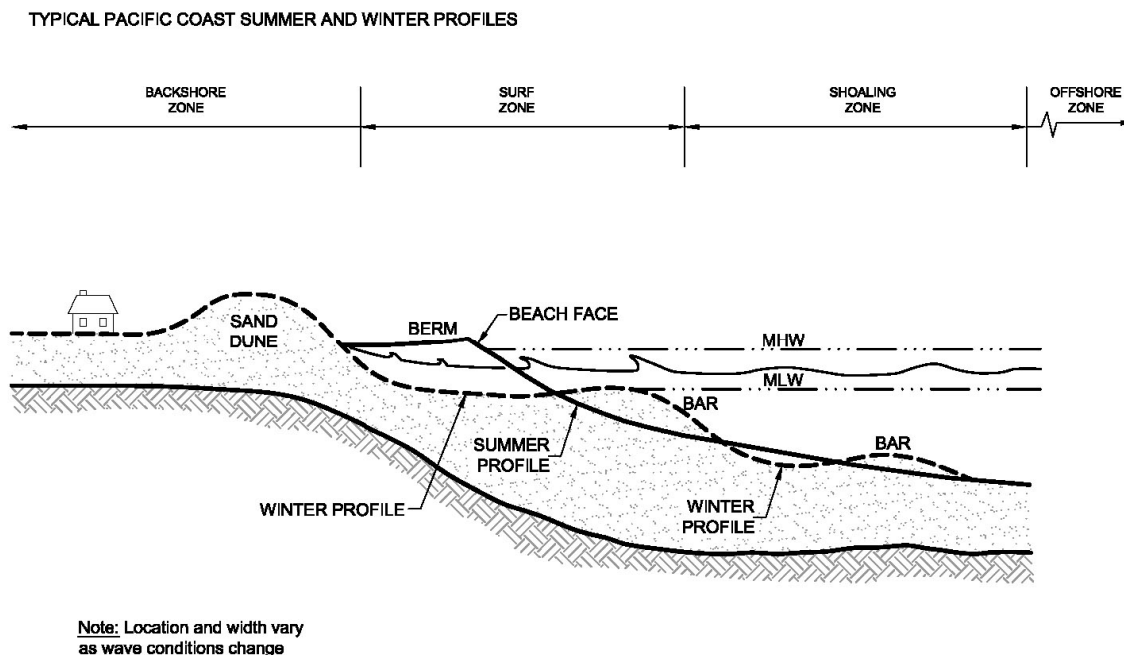 TYPICAL PACIFIC COAST SUMMER AND WINTER PROFILES
BACKSHORE
ZONE
SURF
ZONE
SHOALING
ZONE
OFFSHORE
ZONE
SAND
DUNE
BERM
BEACH FACE
MHW
MLW
BAR
SUMMER
PROFILE
BAR
WINTER PROFILE
WINTER
PROFILE
Note: Location and width vary
as wave conditions change